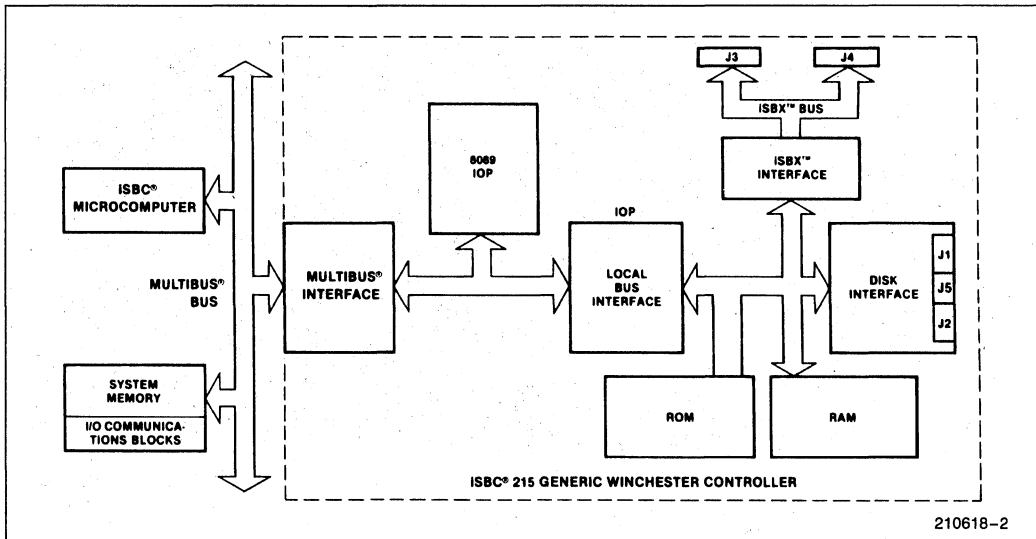 J3
J4
iSBX™ BUS
8089
IOP
iSBX™
INTERFACE
iSBC®
MICROCOMPUTER
IOP
MULTIBUS®
BUS
MULTIBUS®
INTERFACE
LOCAL
BUS
INTERFACE
DISK
INTERFACE
J1
J5
J2
SYSTEM
MEMORY
I/O COMMUNICA-
TIONS BLOCKS
ROM
RAM
iSBC® 215 GENERIC WINCHESTER CONTROLLER
210618–2